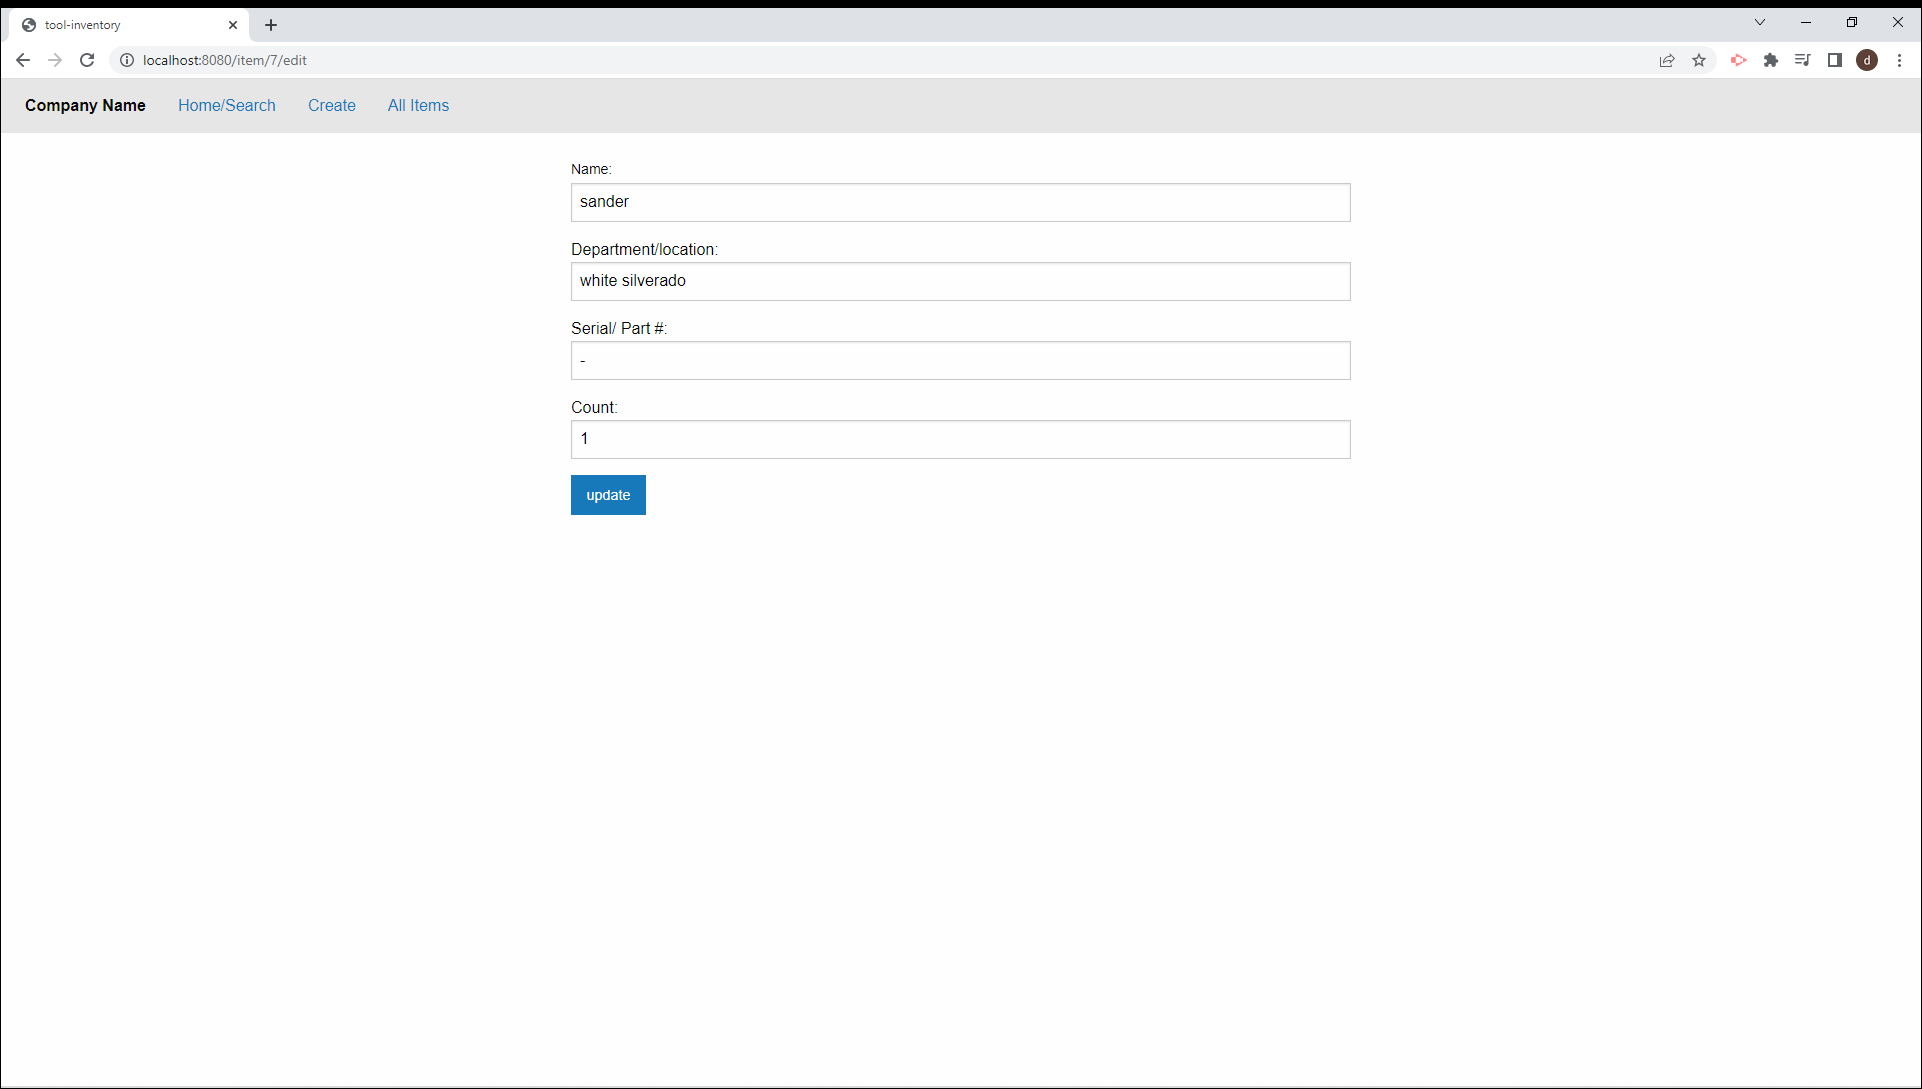 tool-inventory
localhost:8080/item/7/edit
d
Company Name Home/Search Create All Items
Name:
sander
Department/location:
white silverado
Serial/ Part #:
-
Count:
1
update